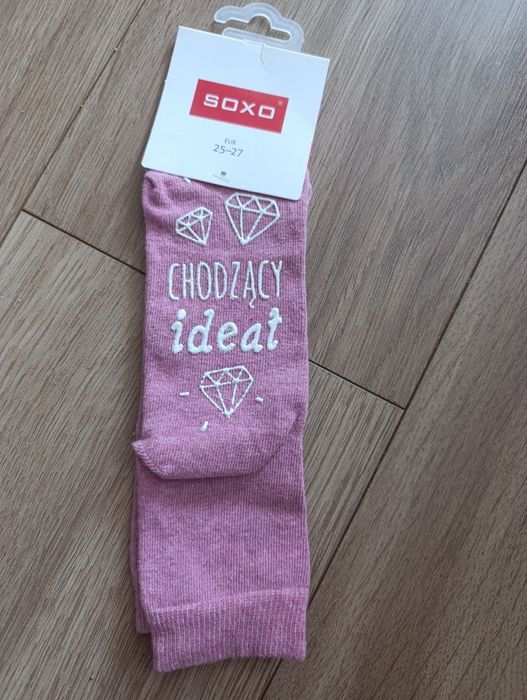 SOXO
EUR
25-27
CHODZĄCY
ideał